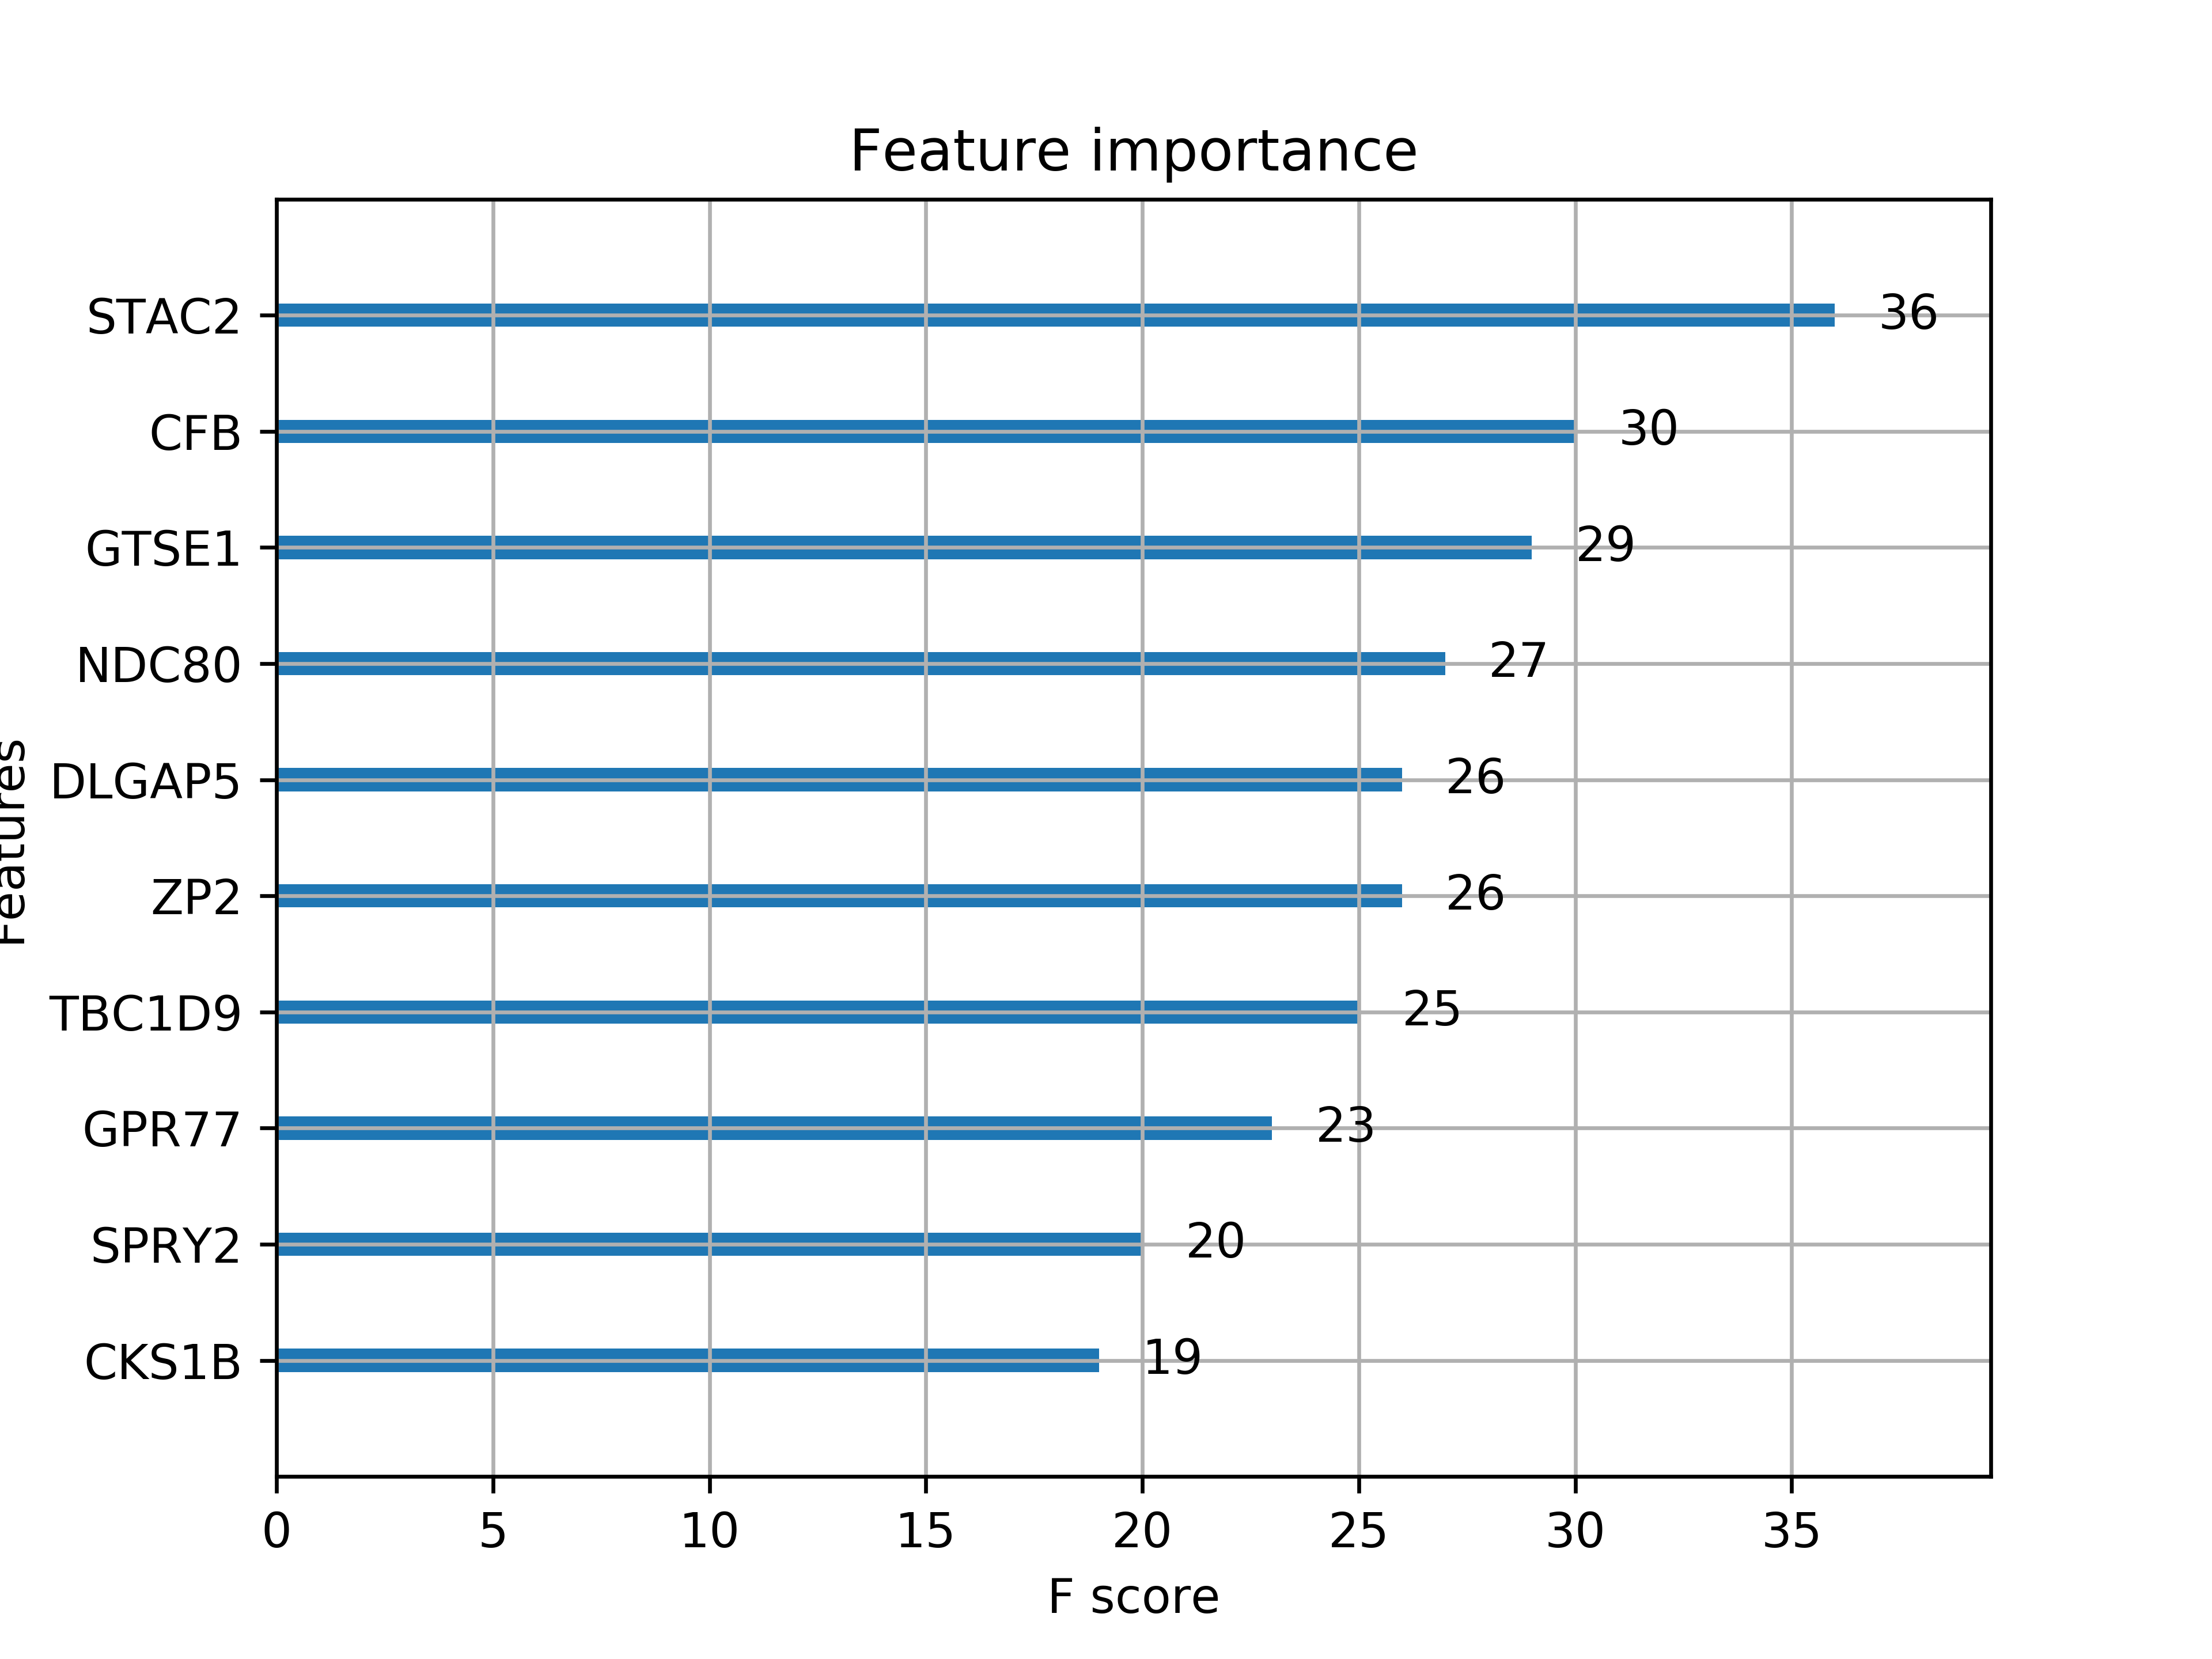 Feature importance
STAC2 36
CFB 30
GTSE1 29
NDC80 27
DLGAP5 26
ZP2 26
TBC1D9 25
GPR77 23
SPRY2 20
CKS1B 19
Features
0 5 10 15 20 25 30 35
F score